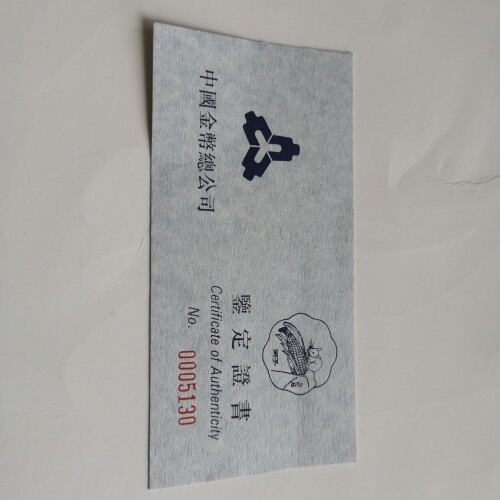 中國金幣總公司
鑒定證書
Certificate of Authenticity
No. 0005130